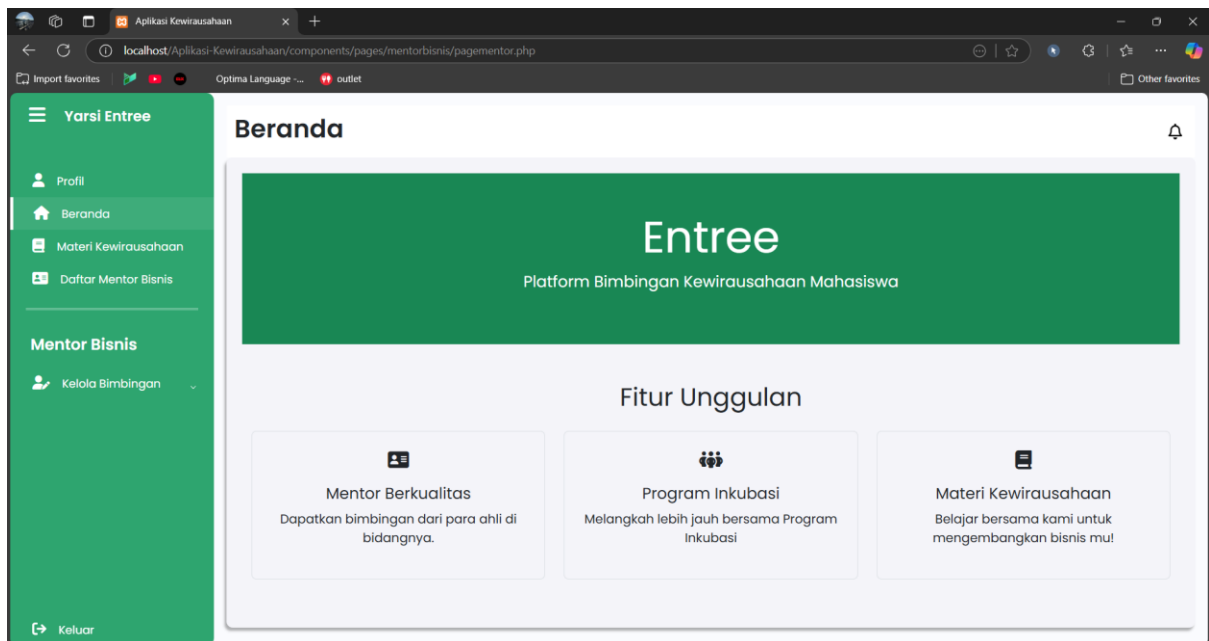 Aplikasi Kewirausahaan
localhost/Aplikasi-Kewirausahaan/components/pages/mentorbisnis/pagementor.php
Import favorites
Optima Language -...
outlet
Other favorites
Yarsi Entree
Profil
Beranda
Materi Kewirausahaan
Daftar Mentor Bisnis
Mentor Bisnis
Kelola Bimbingan
Keluar
Beranda
Entree
Platform Bimbingan Kewirausahaan Mahasiswa
Fitur Unggulan
Mentor Berkualitas
Dapatkan bimbingan dari para ahli di
bidangnya.
Program Inkubasi
Melangkah lebih jauh bersama Program
Inkubasi
Materi Kewirausahaan
Belajar bersama kami untuk
mengembangkan bisnis mu!